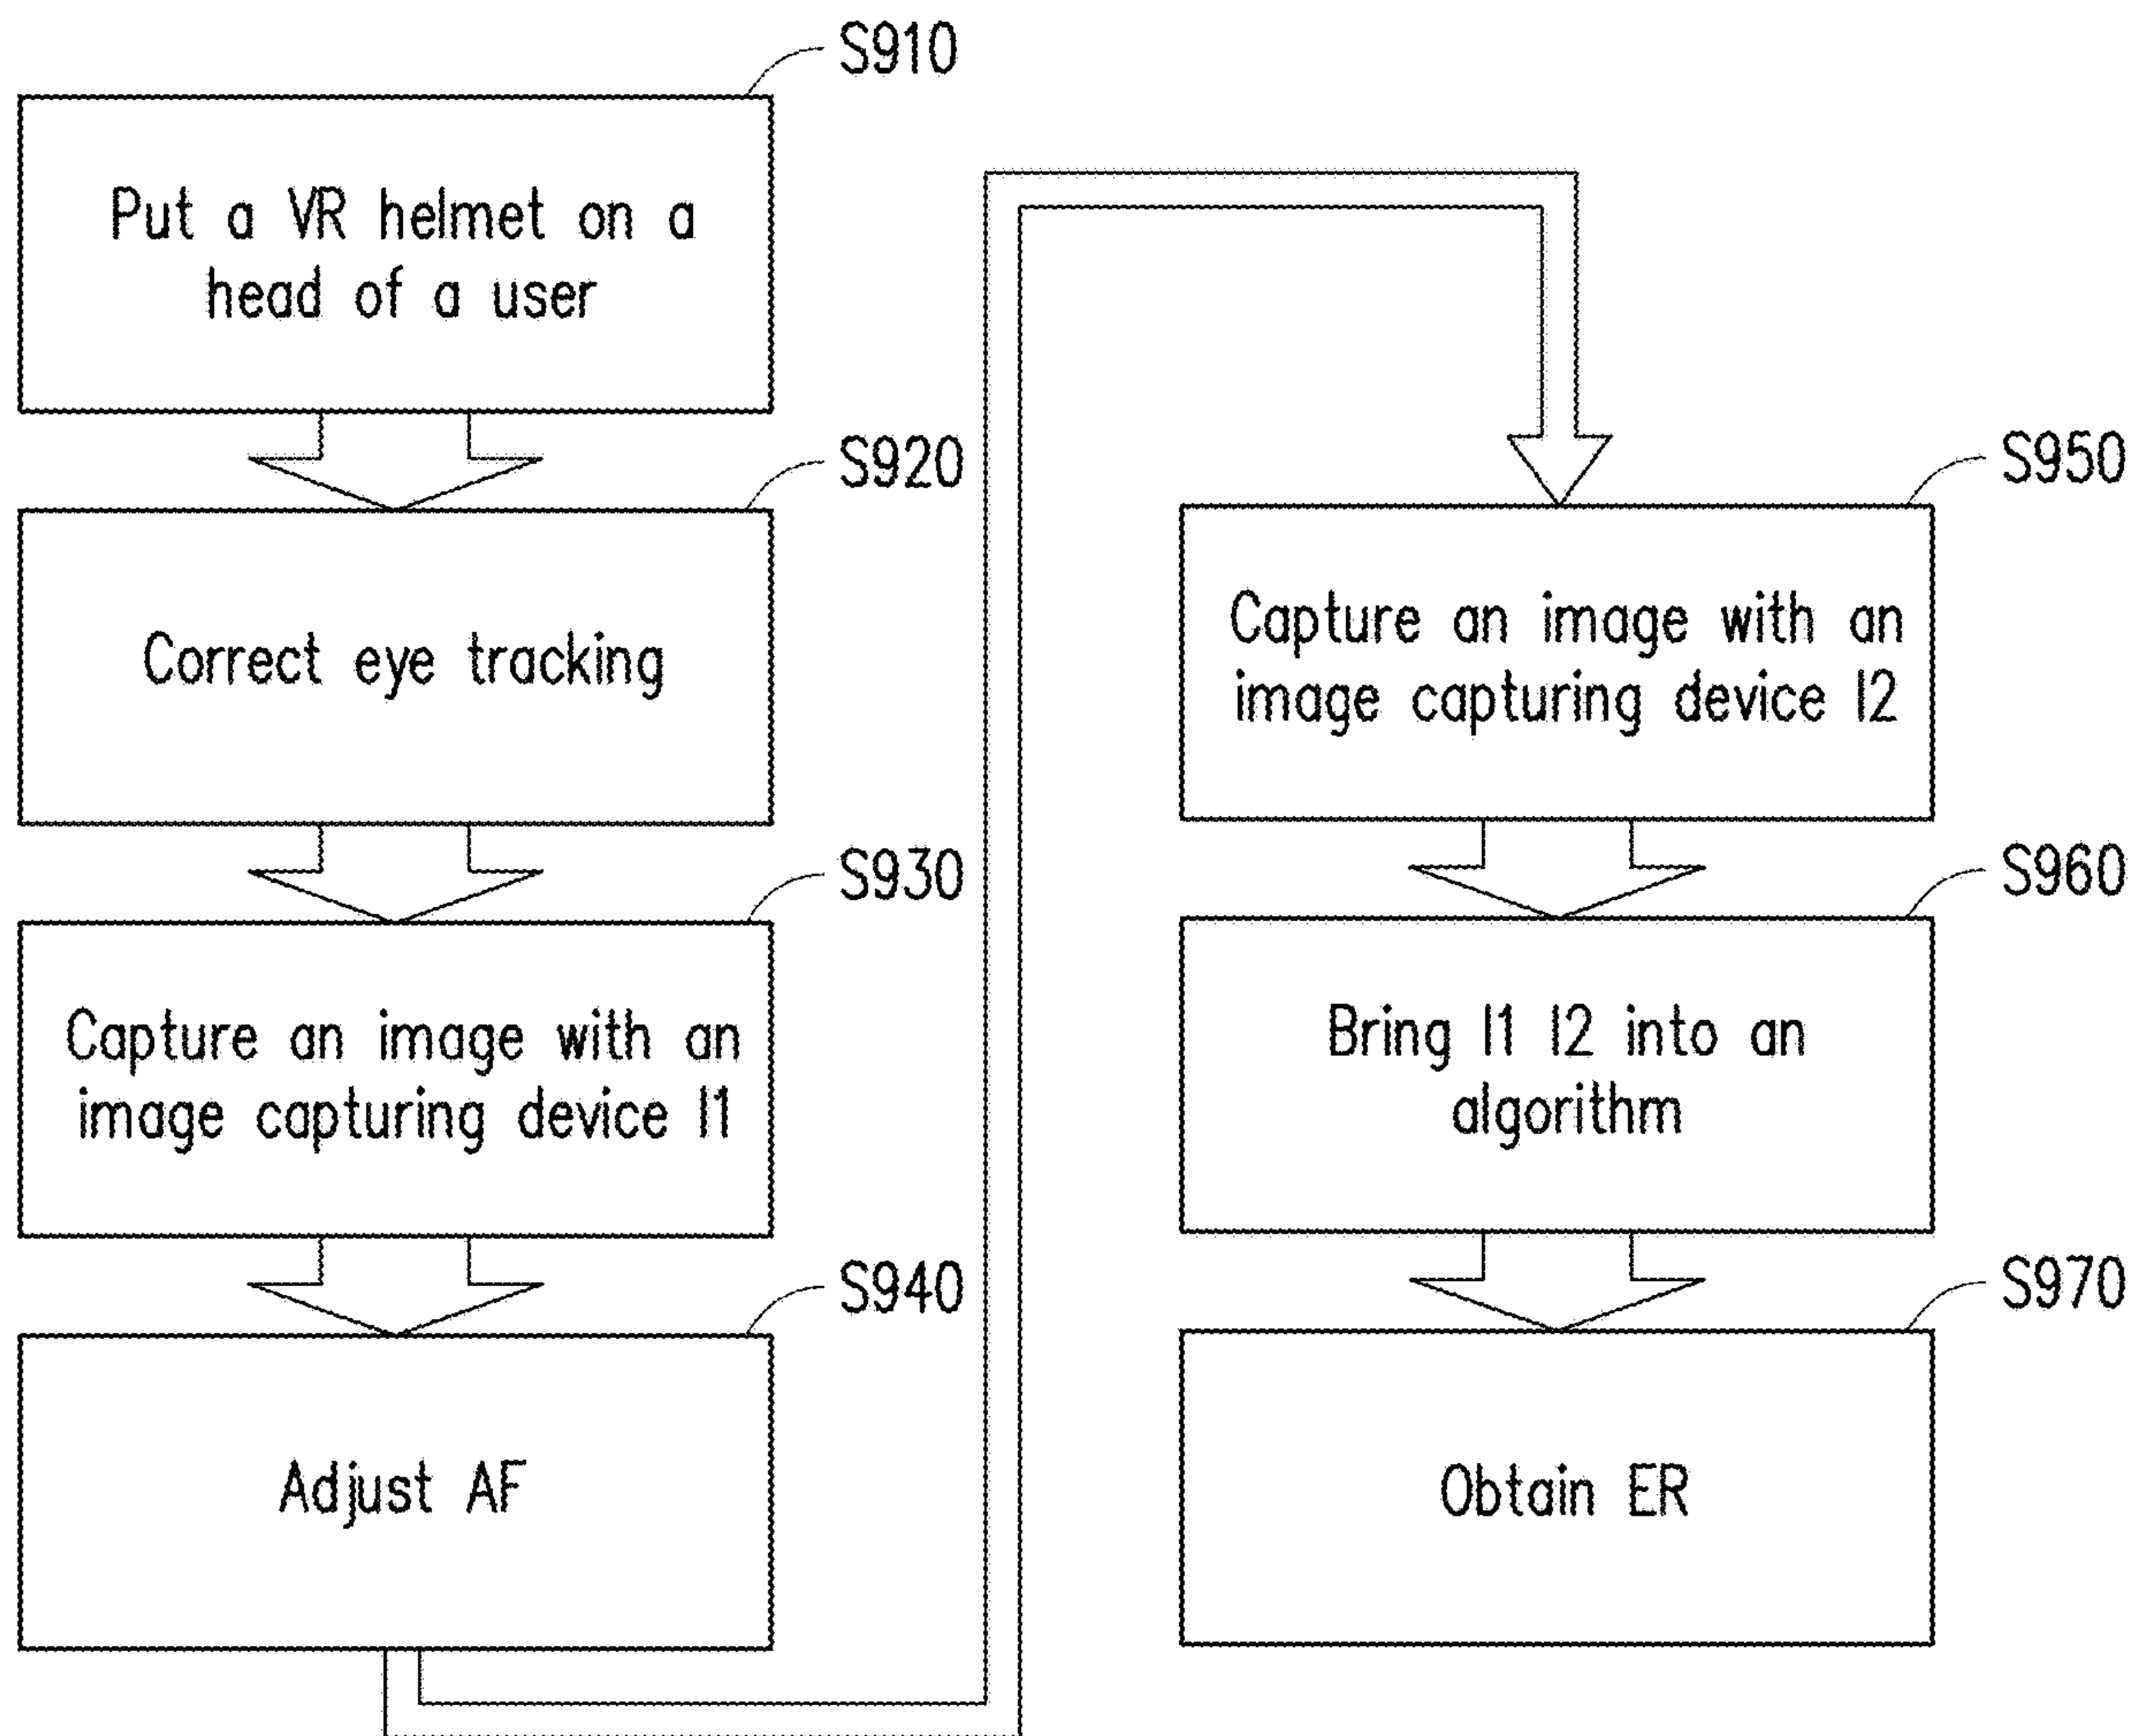 S910
Put a VR helmet on a
head of a user
S920
Correct eye tracking
S930
Capture an image with an
image capturing device I1
S940
Adjust AF
S950
Capture an image with an
image capturing device I2
S960
Bring I1 I2 into an
algorithm
S970
Obtain ER